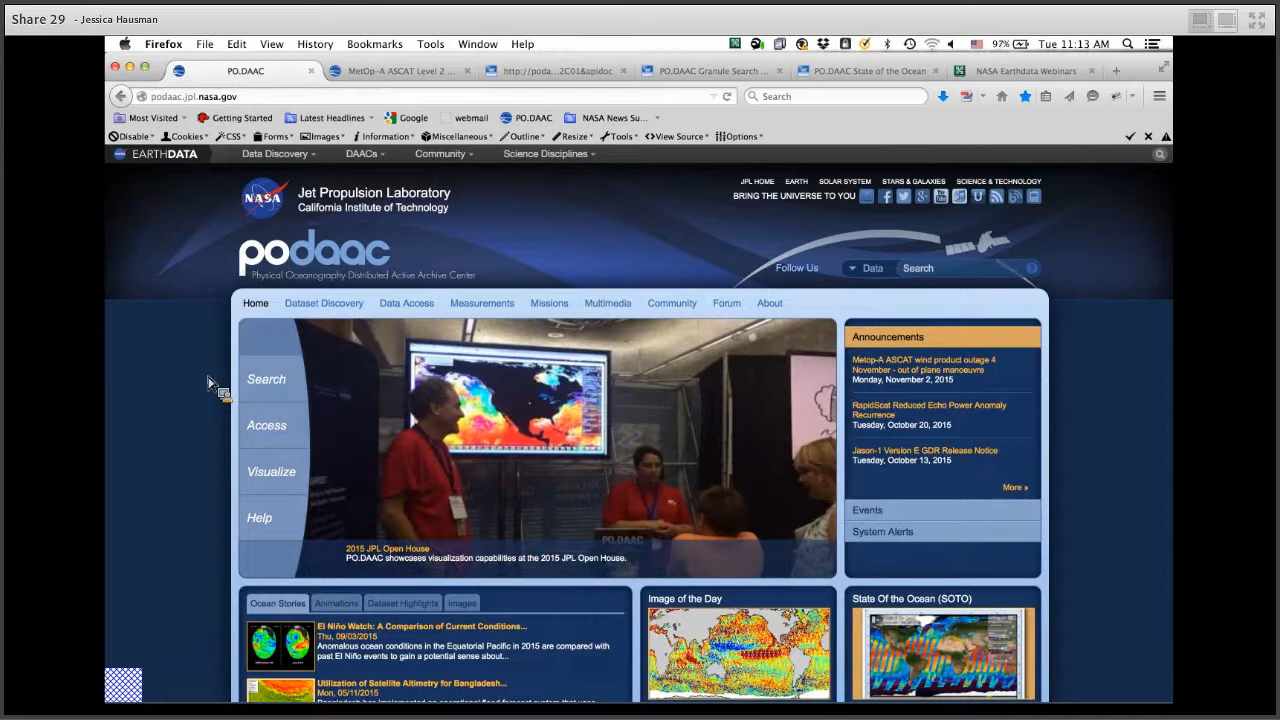 Share 29 - Jessica Hausman
Firefox File Edit View History Bookmarks Tools Window Help 97% Tue 11:13 AM
PO.DAAC MetOp-A ASCAT Level 2 ... http://poda...2C01&apidoc PO.DAAC Granule Search ... PO.DAAC State of the Ocean NASA Earthdata Webinars
podaac.jpl.nasa.gov Search
Most Visited Getting Started Latest Headlines Google webmail PO.DAAC NASA News Su...
Disable Cookies CSS Forms Images Information Miscellaneous Outline Resize Tools View Source Options
EARTHDATA Data Discovery DAACs Community Science Disciplines
JPL HOME EARTH SOLAR SYSTEM STARS & GALAXIES SCIENCE & TECHNOLOGY
NASA Jet Propulsion Laboratory
California Institute of Technology
BRING THE UNIVERSE TO YOU
podaac
Physical Oceanography Distributed Active Archive Center
Follow Us Data Search
Home Dataset Discovery Data Access Measurements Missions Multimedia Community Forum About
Search
Access
Visualize
Help
PO.DAAC
2015 JPL Open House
PO.DAAC showcases visualization capabilities at the 2015 JPL Open House.
Announcements
Metop-A ASCAT wind product outage 4
November - out of plane manoeuvre
Monday, November 2, 2015
RapidScat Reduced Echo Power Anomaly
Recurrence
Tuesday, October 20, 2015
Jason-1 Version E GDR Release Notice
Tuesday, October 13, 2015
More »
Events
System Alerts
Ocean Stories Animations Dataset Highlights Images
El Niño Watch: A Comparison of Current Conditions...
Thu, 09/03/2015
Anomalous ocean conditions in the Equatorial Pacific in 2015 are compared with
past El Niño events to gain a potential sense about...
Utilization of Satellite Altimetry for Bangladesh...
Mon, 05/11/2015
Image of the Day
State Of the Ocean (SOTO)